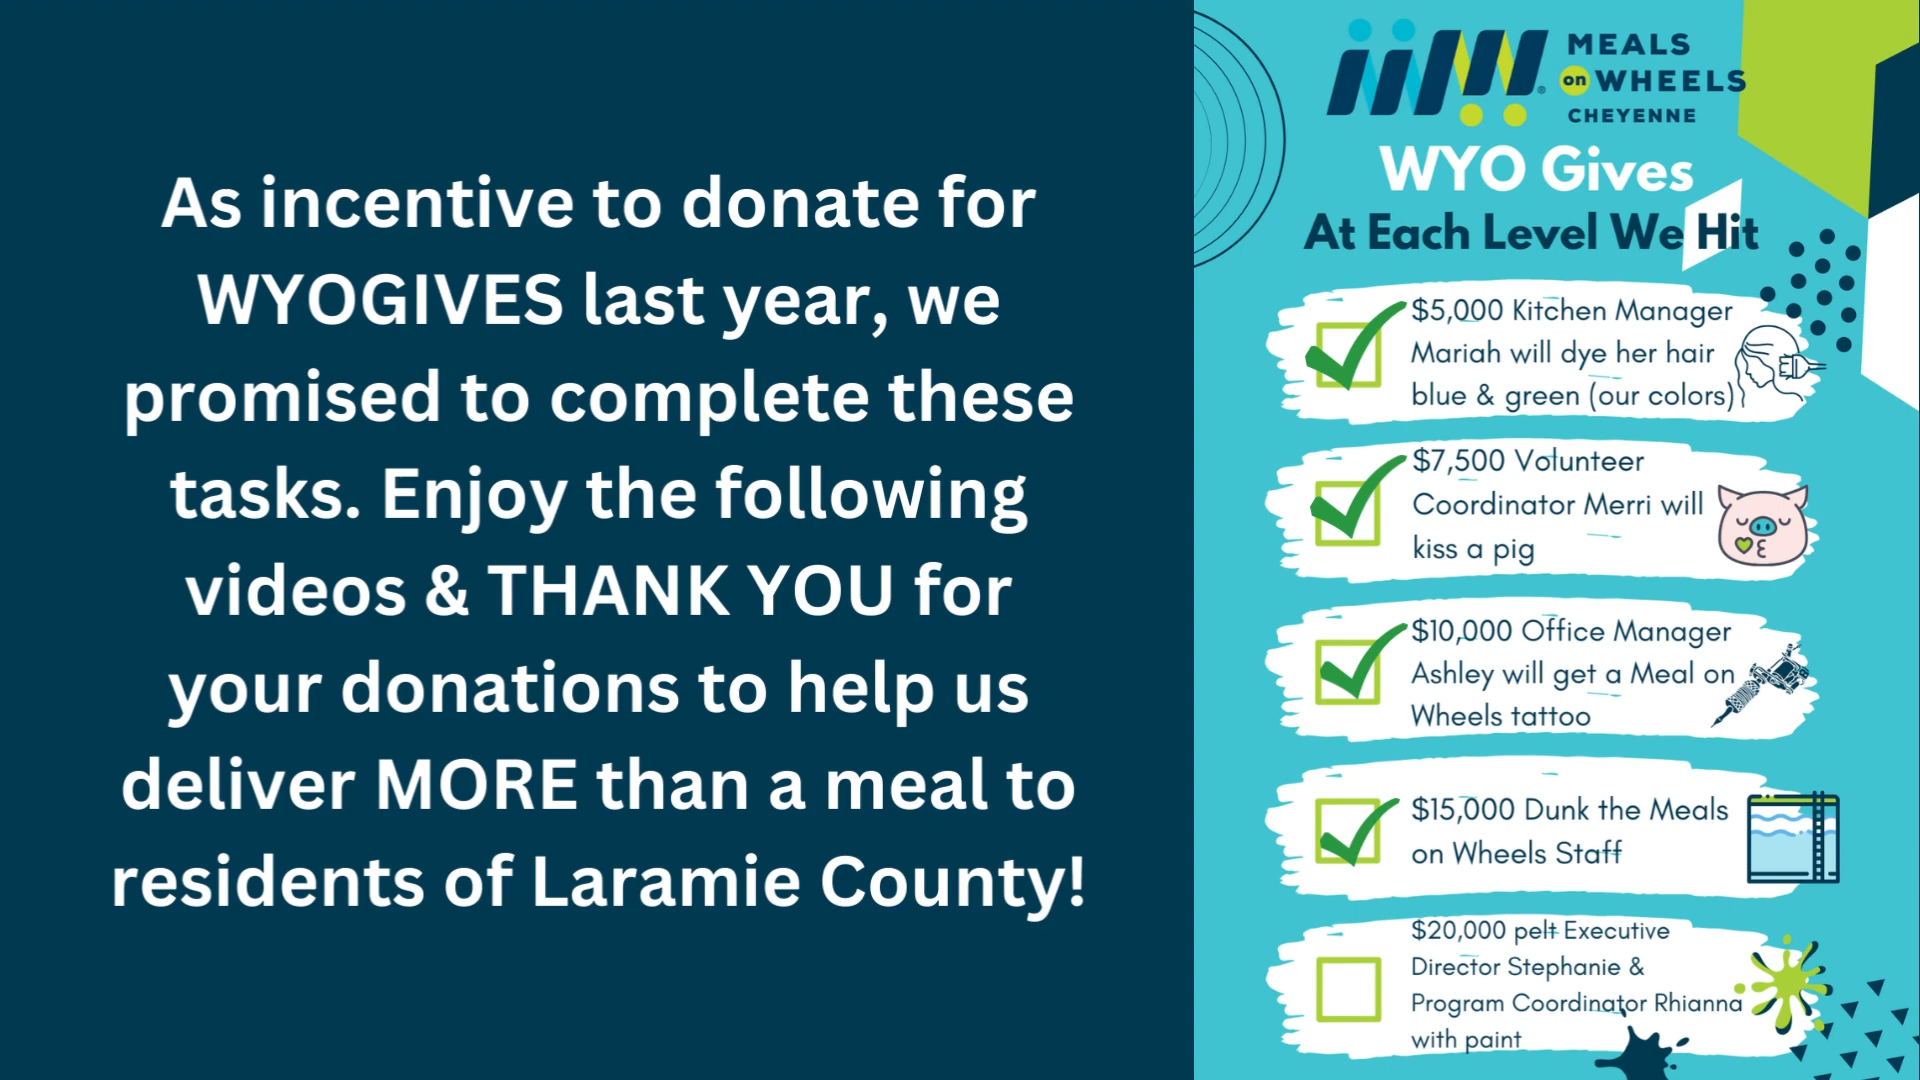 As incentive to donate for
WYOGIVES last year, we
promised to complete these
tasks. Enjoy the following
videos & THANK YOU for
your donations to help us
deliver MORE than a meal to
residents of Laramie County!
MEALS
on WHEELS
CHEYENNE
WYO Gives
At Each Level We Hit
$5,000 Kitchen Manager
Mariah will dye her hair
blue & green (our colors)
$7,500 Volunteer
Coordinator Merri will
kiss a pig
$10,000 Office Manager
Ashley will get a Meal on
Wheels tattoo
$15,000 Dunk the Meals
on Wheels Staff
$20,000 pelt Executive
Director Stephanie &
Program Coordinator Rhianna
with paint